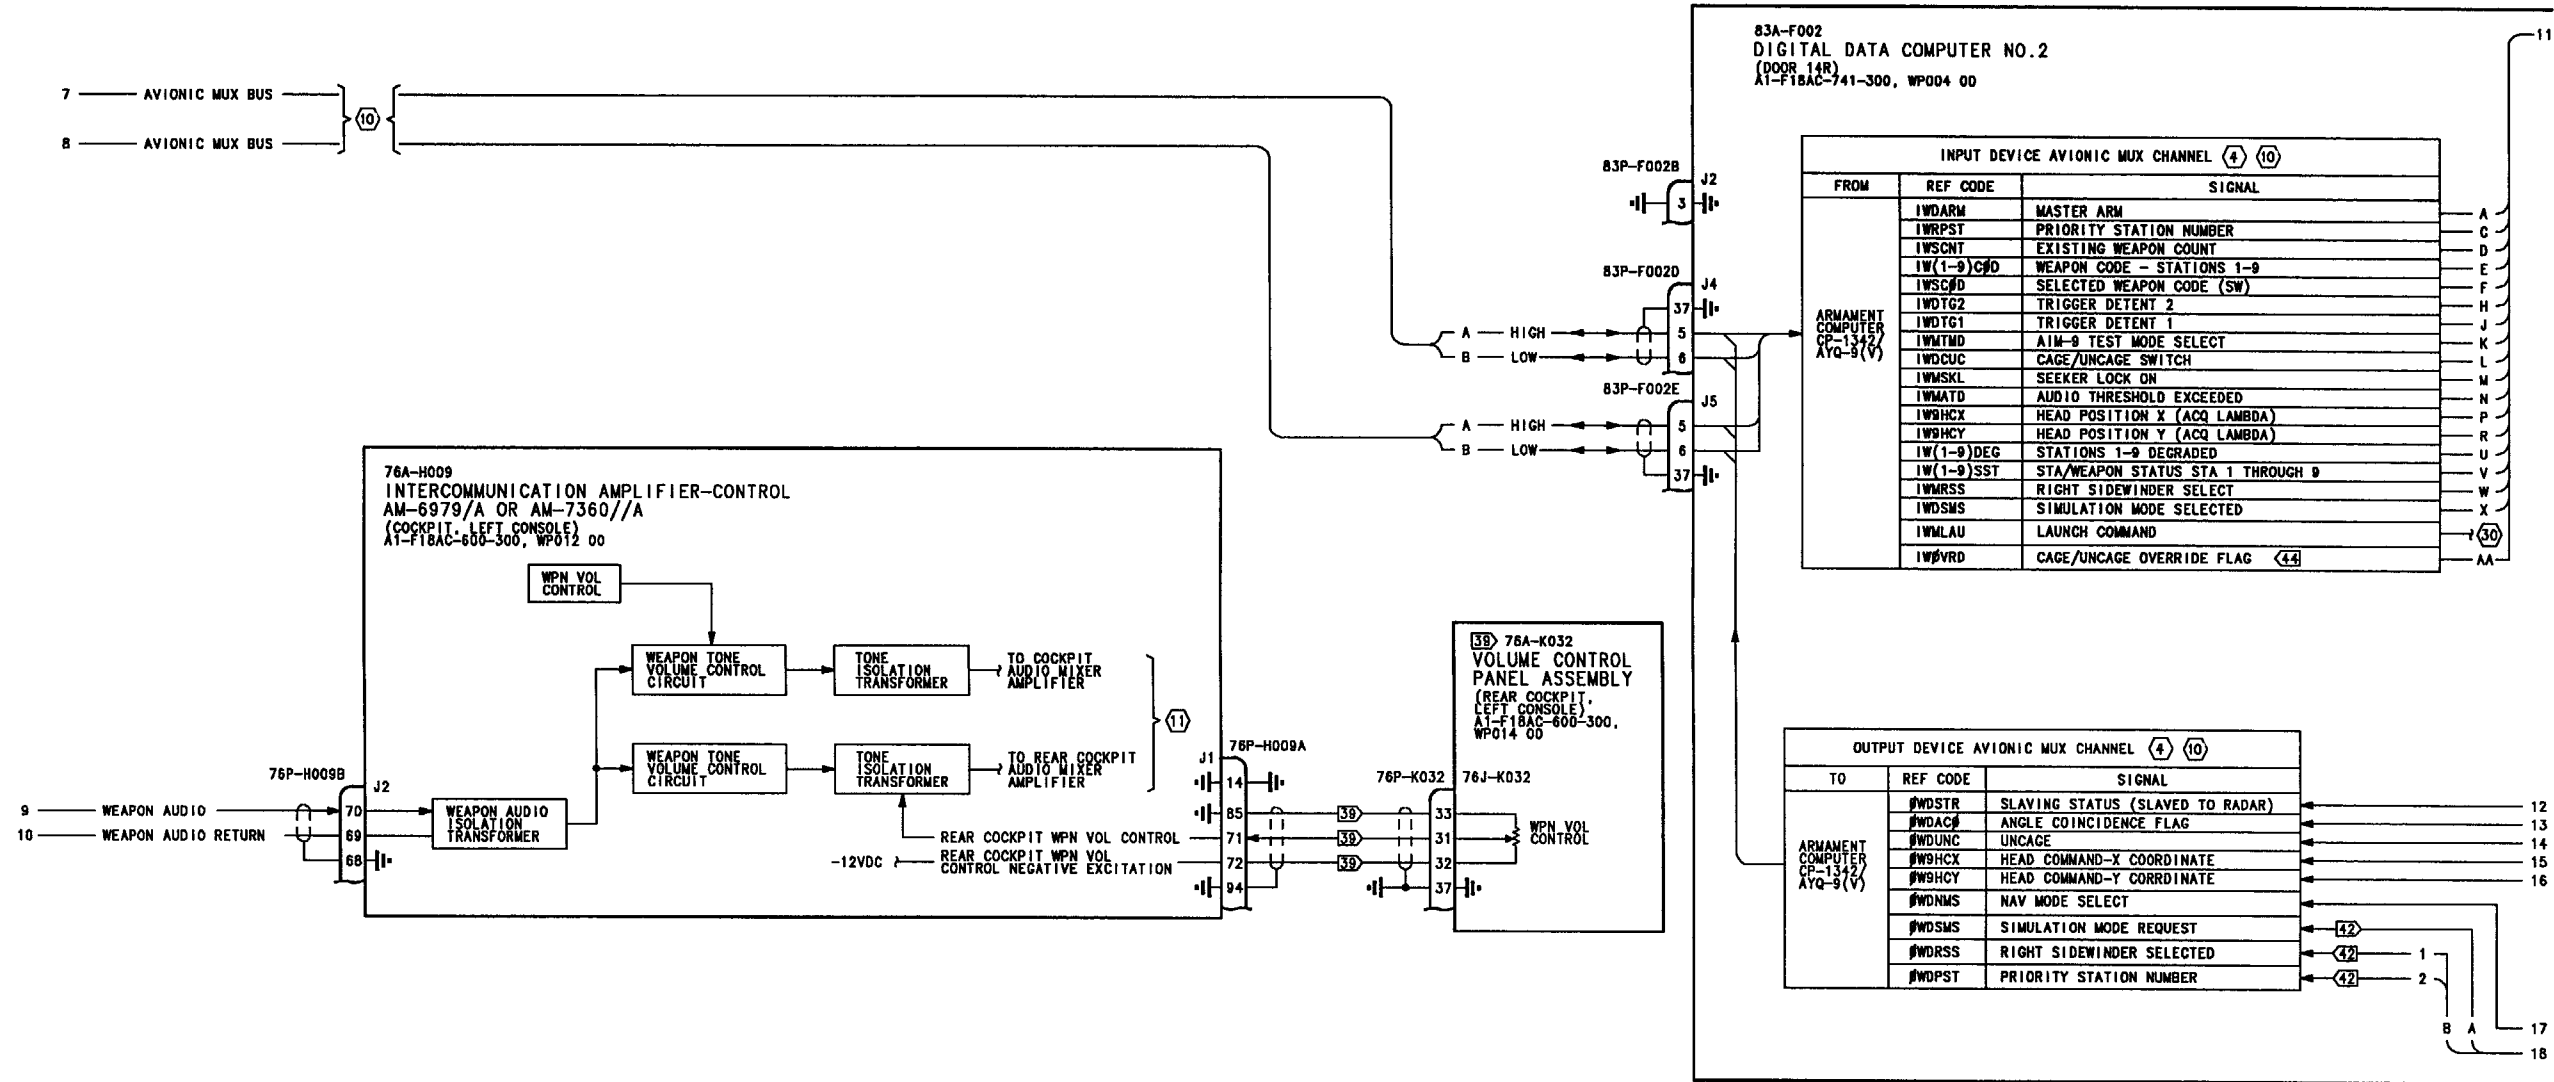 83A-F002
DIGITAL DATA COMPUTER NO.2
(DOOR 14R)
A1-F18AC-741-300, WP004 00
11
7 AVIONIC MUX BUS
10
8 AVIONIC MUX BUS
83P-F002B
J2
3
83P-F002D
J4
37
A HIGH 5
B LOW 6
83P-F002E
J5
A HIGH 5
B LOW 6
37
INPUT DEVICE AVIONIC MUX CHANNEL 4 10
FROM REF CODE SIGNAL
ARMAMENT
COMPUTER
CP-1342/
AYQ-9(V)
IWDARM MASTER ARM A
IWRPST PRIORITY STATION NUMBER C
IWSCNT EXISTING WEAPON COUNT D
IW(1-9)CØD WEAPON CODE - STATIONS 1-9 E
IWSCØD SELECTED WEAPON CODE (SW) F
IWDTG2 TRIGGER DETENT 2 H
IWDTG1 TRIGGER DETENT 1 J
IWMTMD AIM-9 TEST MODE SELECT K
IWDCUC CAGE/UNCAGE SWITCH L
IWMSKL SEEKER LOCK ON M
IWMATD AUDIO THRESHOLD EXCEEDED N
IW9HCX HEAD POSITION X (ACQ LAMBDA) P
IW9HCY HEAD POSITION Y (ACQ LAMBDA) R
IW(1-9)DEG STATIONS 1-9 DEGRADED U
IW(1-9)SST STA/WEAPON STATUS STA 1 THROUGH 9 V
IWMRSS RIGHT SIDEWINDER SELECT W
IWDSMS SIMULATION MODE SELECTED X
IWMLAU LAUNCH COMMAND 30
IWØVRD CAGE/UNCAGE OVERRIDE FLAG 44 AA
76A-H009
INTERCOMMUNICATION AMPLIFIER-CONTROL
AM-6979/A OR AM-7360//A
(COCKPIT, LEFT CONSOLE)
A1-F18AC-600-300, WP012 00
WPN VOL
CONTROL
WEAPON TONE
VOLUME CONTROL
CIRCUIT
TONE
ISOLATION
TRANSFORMER
TO COCKPIT
AUDIO MIXER
AMPLIFIER
11
WEAPON TONE
VOLUME CONTROL
CIRCUIT
TONE
ISOLATION
TRANSFORMER
TO REAR COCKPIT
AUDIO MIXER
AMPLIFIER
76P-H009B
J2
9 WEAPON AUDIO 70
10 WEAPON AUDIO RETURN 69
68
WEAPON AUDIO
ISOLATION
TRANSFORMER
REAR COCKPIT WPN VOL CONTROL
-12VDC
REAR COCKPIT WPN VOL
CONTROL NEGATIVE EXCITATION
J1
76P-H009A
14
85 39
71 39
72 39
94
39 76A-K032
VOLUME CONTROL
PANEL ASSEMBLY
(REAR COCKPIT,
LEFT CONSOLE)
A1-F18AC-600-300,
WP014 00
76P-K032 76J-K032
33
31
32
37
WPN VOL
CONTROL
OUTPUT DEVICE AVIONIC MUX CHANNEL 4 10
TO REF CODE SIGNAL
ARMAMENT
COMPUTER
CP-1342/
AYQ-9(V)
ØWDSTR SLAVING STATUS (SLAVED TO RADAR) 12
ØWDACØ ANGLE COINCIDENCE FLAG 13
ØWDUNC UNCAGE 14
ØW9HCX HEAD COMMAND-X COORDINATE 15
ØW9HCY HEAD COMMAND-Y CORRDINATE 16
ØWDNMS NAV MODE SELECT
ØWDSMS SIMULATION MODE REQUEST 42
ØWDRSS RIGHT SIDEWINDER SELECTED 42 1
ØWDPST PRIORITY STATION NUMBER 42 2
B A 17
18